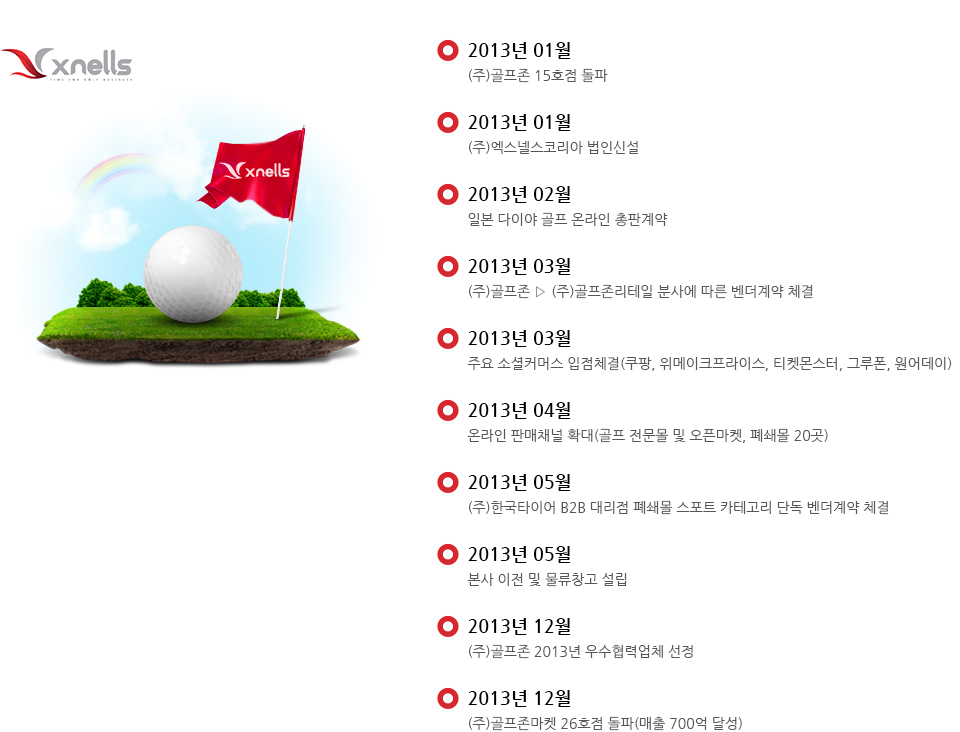 xnells
TIME FOR GOLF BUSINESS
xnells
2013년 01월
(주)골프존 15호점 돌파
2013년 01월
(주)엑스넬스코리아 법인신설
2013년 02월
일본 다이야 골프 온라인 총판계약
2013년 03월
(주)골프존 ▷ (주)골프존리테일 분사에 따른 벤더계약 체결
2013년 03월
주요 소셜커머스 입점체결(쿠팡, 위메이크프라이스, 티켓몬스터, 그루폰, 원어데이)
2013년 04월
온라인 판매채널 확대(골프 전문몰 및 오픈마켓, 폐쇄몰 20곳)
2013년 05월
(주)한국타이어 B2B 대리점 폐쇄몰 스포트 카테고리 단독 벤더계약 체결
2013년 05월
본사 이전 및 물류창고 설립
2013년 12월
(주)골프존 2013년 우수협력업체 선정
2013년 12월
(주)골프존마켓 26호점 돌파(매출 700억 달성)